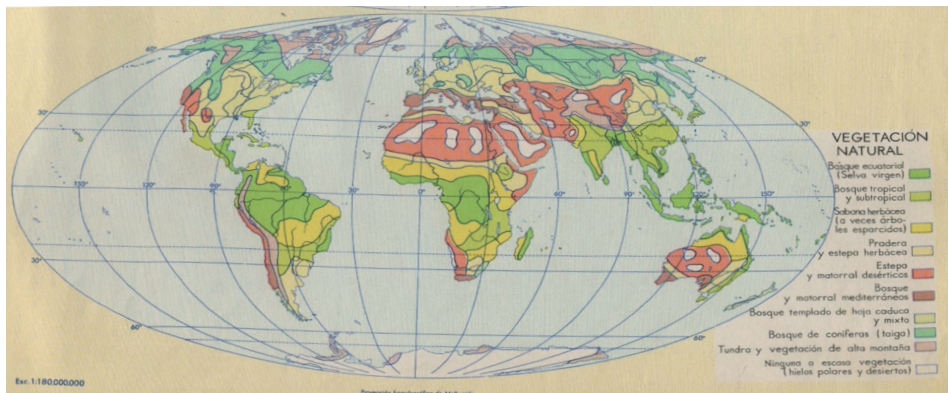 60°
60°
30°
30°
VEGETACIÓN
NATURAL
Bosque ecuatorial
(Selva virgen)
Bosque tropical
y subtropical
Sabana herbácea
(a veces árbo-
les esparcidos)
Pradera
y estepa herbácea
Estepa
y matorral desérticos
Bosque
y matorral mediterráneos
Bosque templado de hoja caduca
y mixto
Bosque de coníferas (taiga)
Tundra y vegetación de alta montaña
Ninguna o escasa vegetación
(hielos polares y desiertos)
150°
120°
90°
30°
0°
60°
90°
120°
150°
30°
60°
60°
Esc. 1:180.000.000